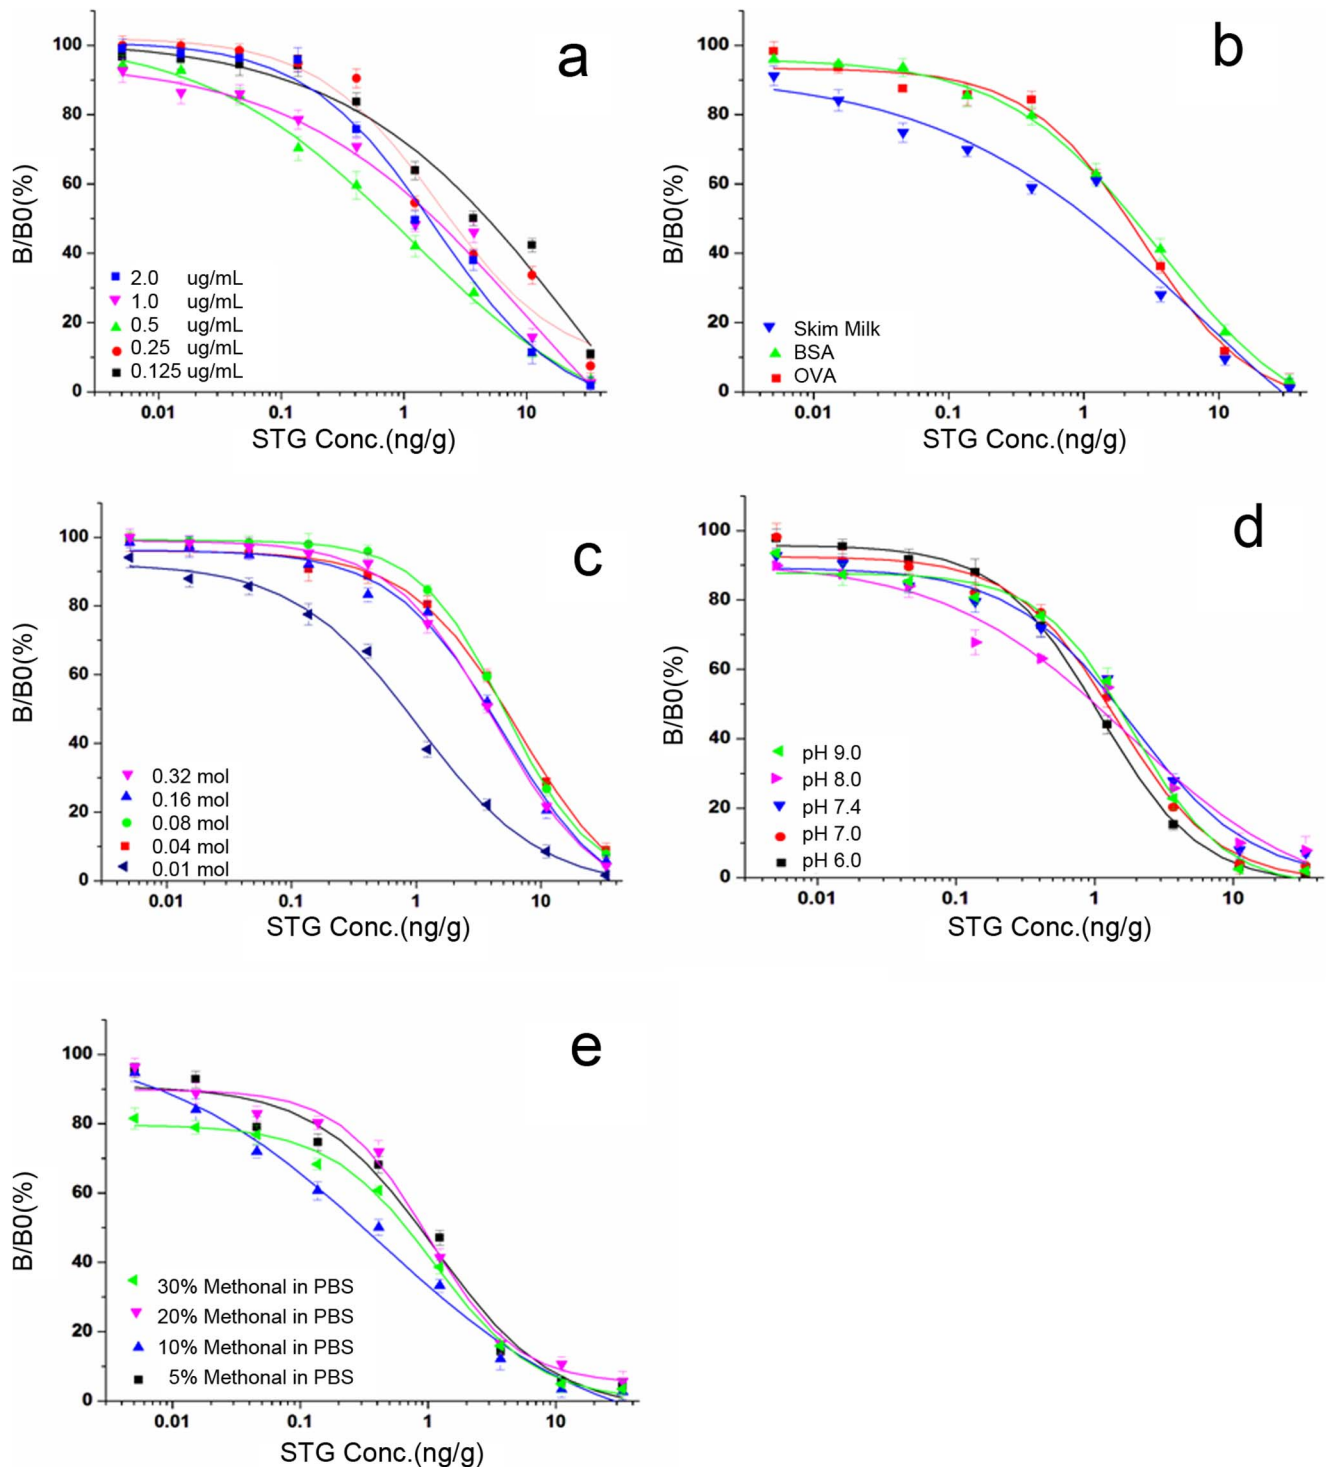 a
B/B0(%)
100
80
60
40
20
0
2.0 ug/mL
1.0 ug/mL
0.5 ug/mL
0.25 ug/mL
0.125 ug/mL
0.01 0.1 1 10
STG Conc.(ng/g)
b
B/B0(%)
100
80
60
40
20
0
Skim Milk
BSA
OVA
0.01 0.1 1 10
STG Conc.(ng/g)
c
B/B0(%)
100
80
60
40
20
0
0.32 mol
0.16 mol
0.08 mol
0.04 mol
0.01 mol
0.01 0.1 1 10
STG Conc.(ng/g)
d
B/B0(%)
100
80
60
40
20
0
pH 9.0
pH 8.0
pH 7.4
pH 7.0
pH 6.0
0.01 0.1 1 10
STG Conc.(ng/g)
e
B/B0(%)
100
80
60
40
20
0
30% Methonal in PBS
20% Methonal in PBS
10% Methonal in PBS
5% Methonal in PBS
0.01 0.1 1 10
STG Conc.(ng/g)